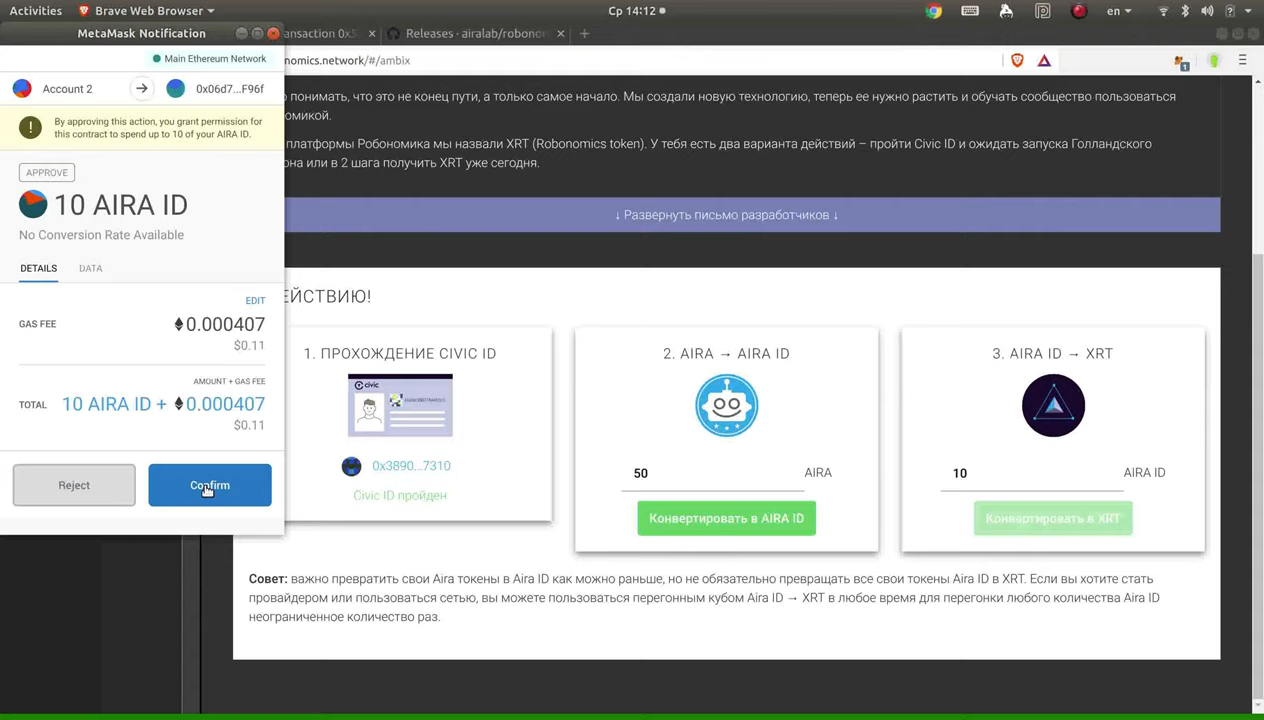 Activities Brave Web Browser Ср 14:12 en
MetaMask Notification
ansaction 0x5 × Releases · airalab/robono × +
nomics.network/#/ambix
1
Main Ethereum Network
Account 2 0x06d7...F96f
By approving this action, you grant permission for
this contract to spend up to 10 of your AIRA ID.
APPROVE
10 AIRA ID
No Conversion Rate Available
DETAILS DATA
EDIT
GAS FEE 0.000407
$0.11
AMOUNT + GAS FEE
TOTAL 10 AIRA ID + 0.000407
$0.11
Reject Confirm
понимать, что это не конец пути, а только самое начало. Мы создали новую технологию, теперь ее нужно растить и обучать сообщество пользоваться
омикой.
платформы Робономика мы назвали XRT (Robonomics token). У тебя есть два варианта действий – пройти Civic ID и ожидать запуска Голландского
она или в 2 шага получить XRT уже сегодня.
↓ Развернуть письмо разработчиков ↓
ЕЙСТВИЮ!
1. ПРОХОЖДЕНИЕ CIVIC ID
civic
0x3890...7310
Civic ID пройден
2. AIRA → AIRA ID
50 AIRA
Конвертировать в AIRA ID
3. AIRA ID → XRT
10 AIRA ID
Конвертировать в XRT
Совет: важно превратить свои Aira токены в Aira ID как можно раньше, но не обязательно превращать все свои токены Aira ID в XRT. Если вы хотите стать
провайдером или пользоваться сетью, вы можете пользоваться перегонным кубом Aira ID → XRT в любое время для перегонки любого количества Aira ID
неограниченное количество раз.